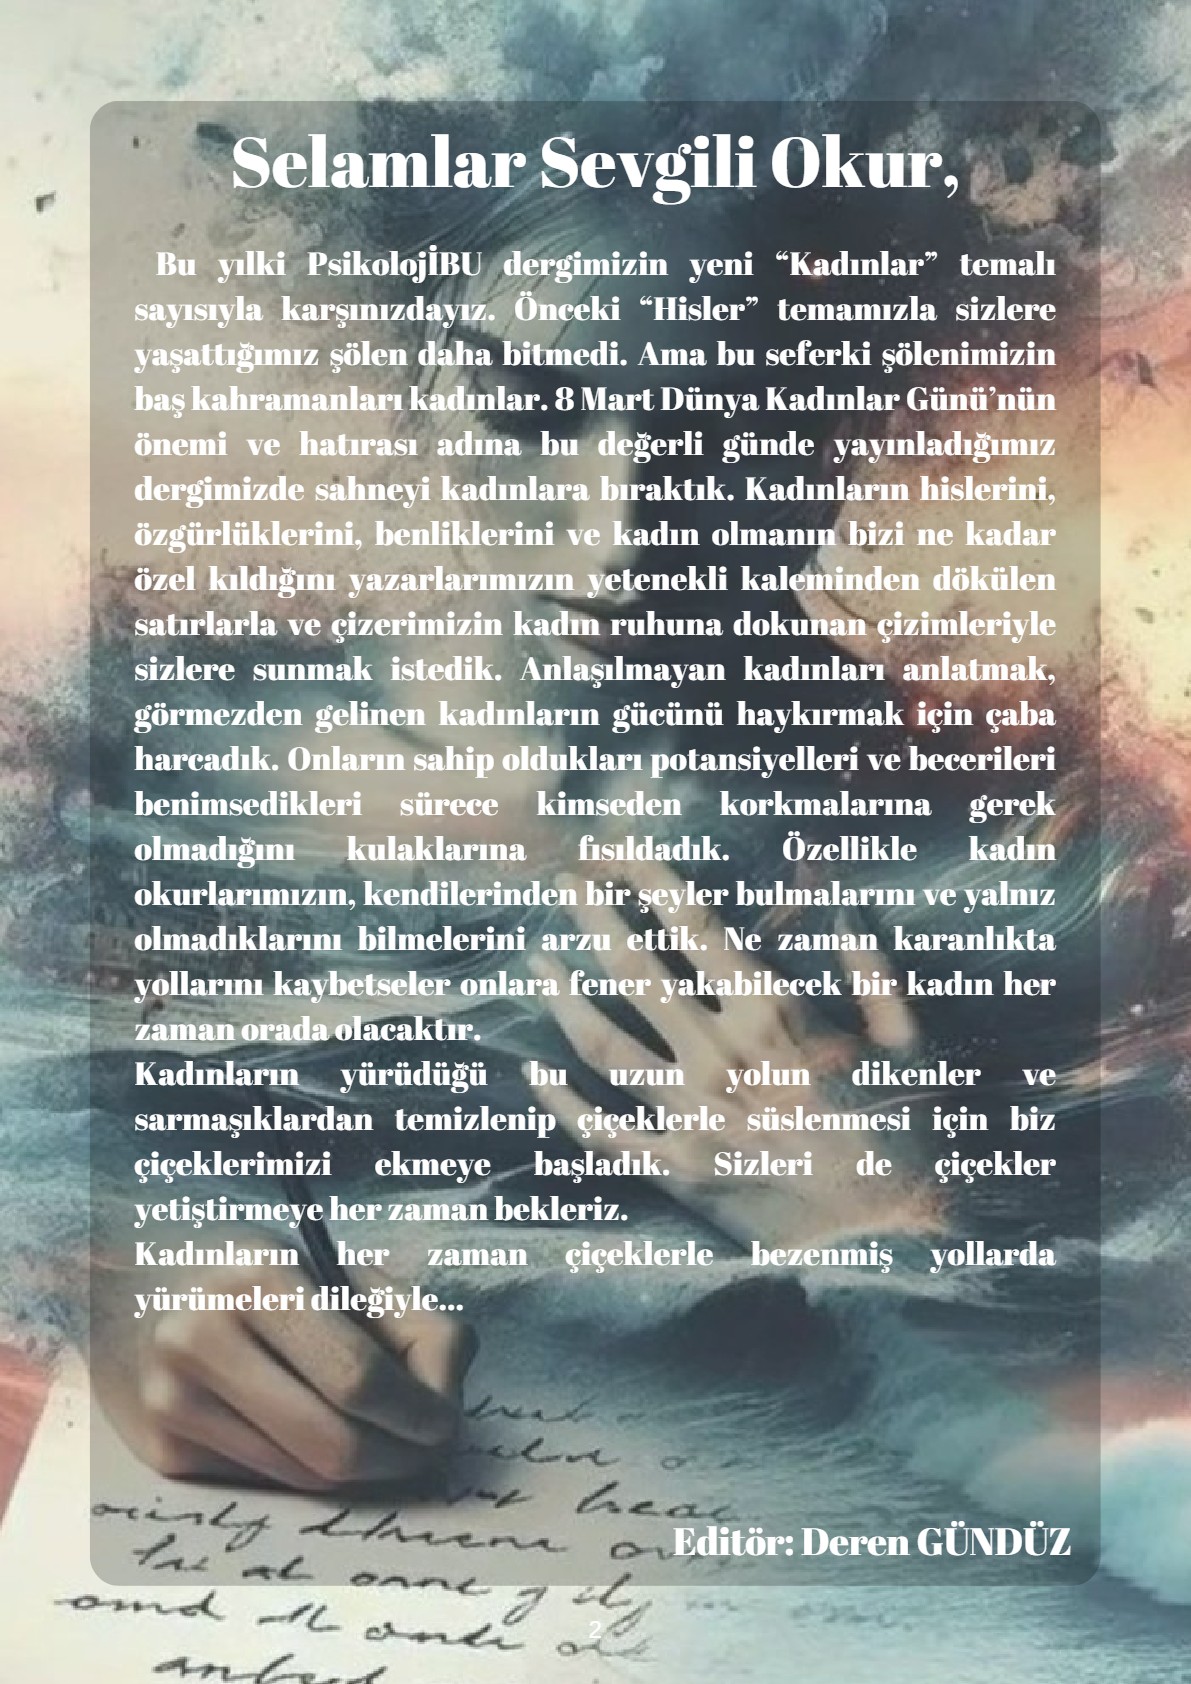 Selamlar Sevgili Okur,
Bu yılki PsikolojİBU dergimizin yeni “Kadınlar” temalı
sayısıyla karşınızdayız. Önceki “Hisler” temamızla sizlere
yaşattığımız şölen daha bitmedi. Ama bu seferki şölenimizin
baş kahramanları kadınlar. 8 Mart Dünya Kadınlar Günü’nün
önemi ve hatırası adına bu değerli günde yayınladığımız
dergimizde sahneyi kadınlara bıraktık. Kadınların hislerini,
özgürlüklerini, benliklerini ve kadın olmanın bizi ne kadar
özel kıldığını yazarlarımızın yetenekli kaleminden dökülen
satırlarla ve çizerimizin kadın ruhuna dokunan çizimleriyle
sizlere sunmak istedik. Anlaşılmayan kadınları anlatmak,
görmezden gelinen kadınların gücünü haykırmak için çaba
harcadık. Onların sahip oldukları potansiyelleri ve becerileri
benimsedikleri sürece kimseden korkmalarına gerek
olmadığını kulaklarına fısıldadık. Özellikle kadın
okurlarımızın, kendilerinden bir şeyler bulmalarını ve yalnız
olmadıklarını bilmelerini arzu ettik. Ne zaman karanlıkta
yollarını kaybetseler onlara fener yakabilecek bir kadın her
zaman orada olacaktır.
Kadınların yürüdüğü bu uzun yolun dikenler ve
sarmaşıklardan temizlenip çiçeklerle süslenmesi için biz
çiçeklerimizi ekmeye başladık. Sizleri de çiçekler
yetiştirmeye her zaman bekleriz.
Kadınların her zaman çiçeklerle bezenmiş yollarda
yürümeleri dileğiyle...
Editör: Deren GÜNDÜZ
2